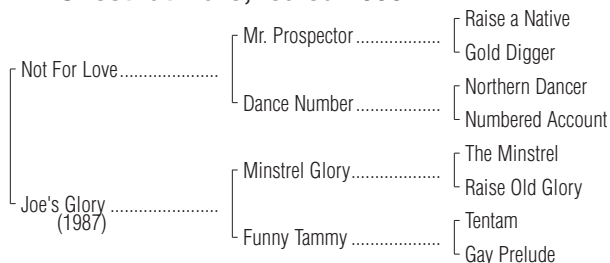 Raise a Native
Mr. Prospector
Gold Digger
Not For Love
Northern Dancer
Dance Number
Numbered Account
The Minstrel
Minstrel Glory
Raise Old Glory
Joe's Glory
(1987)
Tentam
Funny Tammy
Gay Prelude